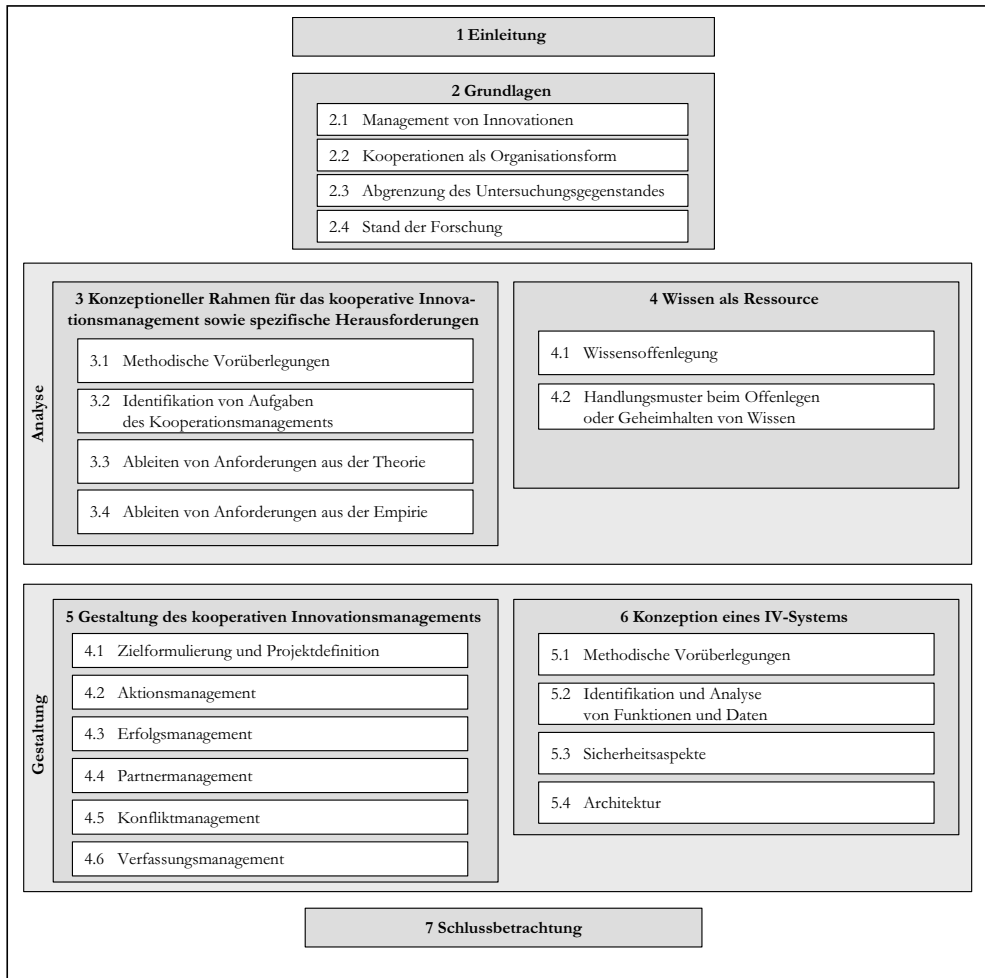 1 Einleitung
2 Grundlagen
2.1 Management von Innovationen
2.2 Kooperationen als Organisationsform
2.3 Abgrenzung des Untersuchungsgegenstandes
2.4 Stand der Forschung
Analyse
3 Konzeptioneller Rahmen für das kooperative Innova-
tionsmanagement sowie spezifische Herausforderungen
3.1 Methodische Vorüberlegungen
3.2 Identifikation von Aufgaben
des Kooperationsmanagements
3.3 Ableiten von Anforderungen aus der Theorie
3.4 Ableiten von Anforderungen aus der Empirie
4 Wissen als Ressource
4.1 Wissensoffenlegung
4.2 Handlungsmuster beim Offenlegen
oder Geheimhalten von Wissen
Gestaltung
5 Gestaltung des kooperativen Innovationsmanagements
4.1 Zielformulierung und Projektdefinition
4.2 Aktionsmanagement
4.3 Erfolgsmanagement
4.4 Partnermanagement
4.5 Konfliktmanagement
4.6 Verfassungsmanagement
6 Konzeption eines IV-Systems
5.1 Methodische Vorüberlegungen
5.2 Identifikation und Analyse
von Funktionen und Daten
5.3 Sicherheitsaspekte
5.4 Architektur
7 Schlussbetrachtung